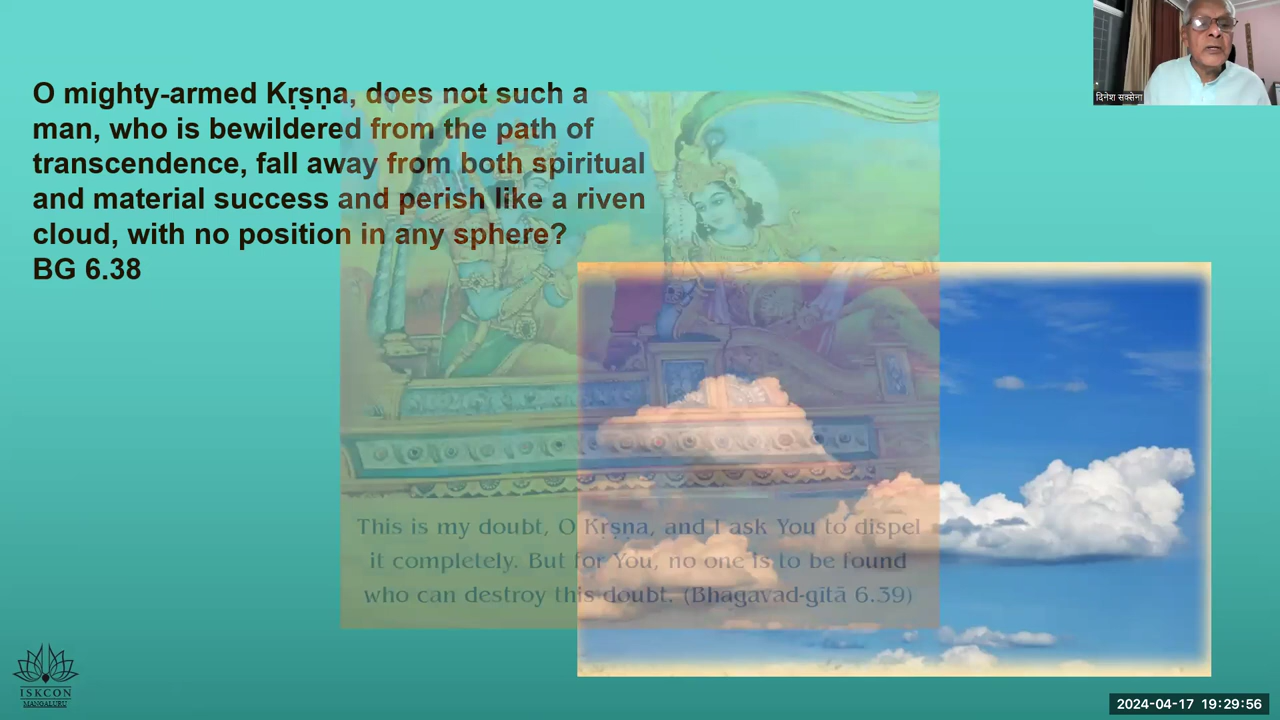 O mighty-armed Kṛṣṇa, does not such a
man, who is bewildered from the path of
transcendence, fall away from both spiritual
and material success and perish like a riven
cloud, with no position in any sphere?
BG 6.38
This is my doubt, O Kṛṣṇa, and I ask You to dispel
it completely. But for You, no one is to be found
who can destroy this doubt. (Bhagavad-gītā 6.39)
दिनेश सक्सेना
ISKCON
MANGALURU
2024-04-17 19:29:56